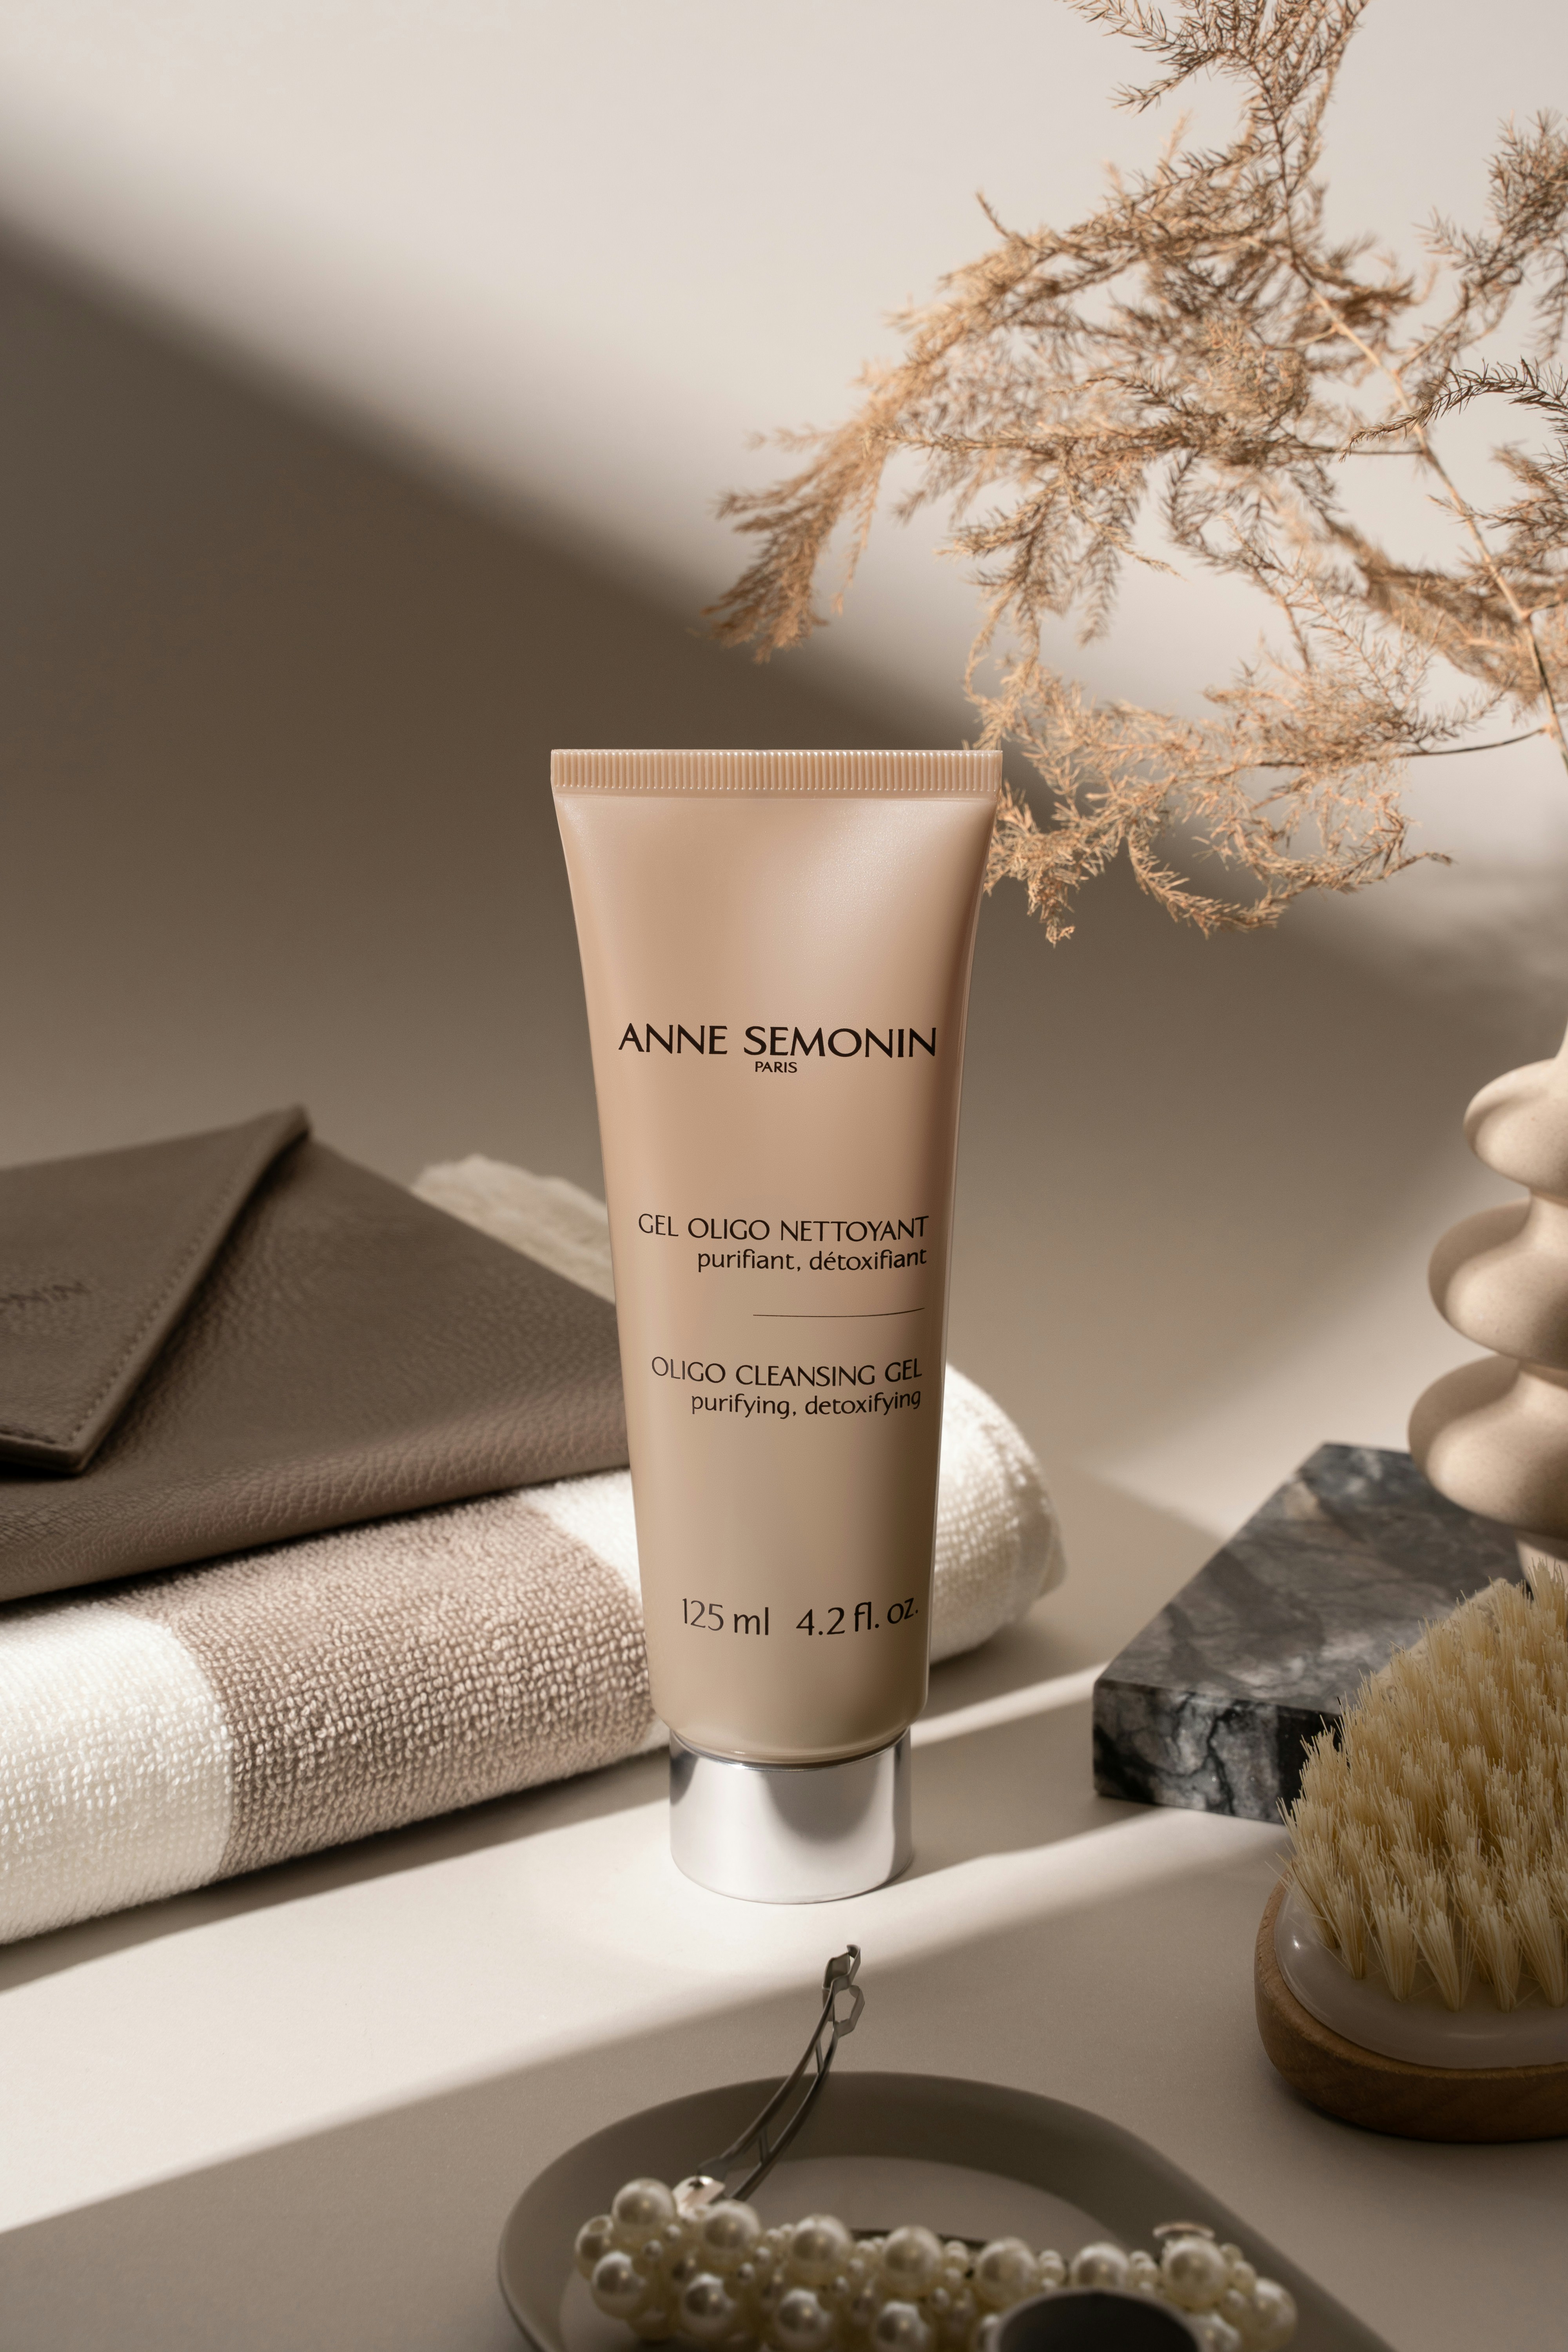 ANNE SEMONIN
PARIS
GEL OLIGO NETTOYANT
purifiant, détoxifiant
OLIGO CLEANSING GEL
purifying, detoxifying
125 ml 4.2 fl. oz.